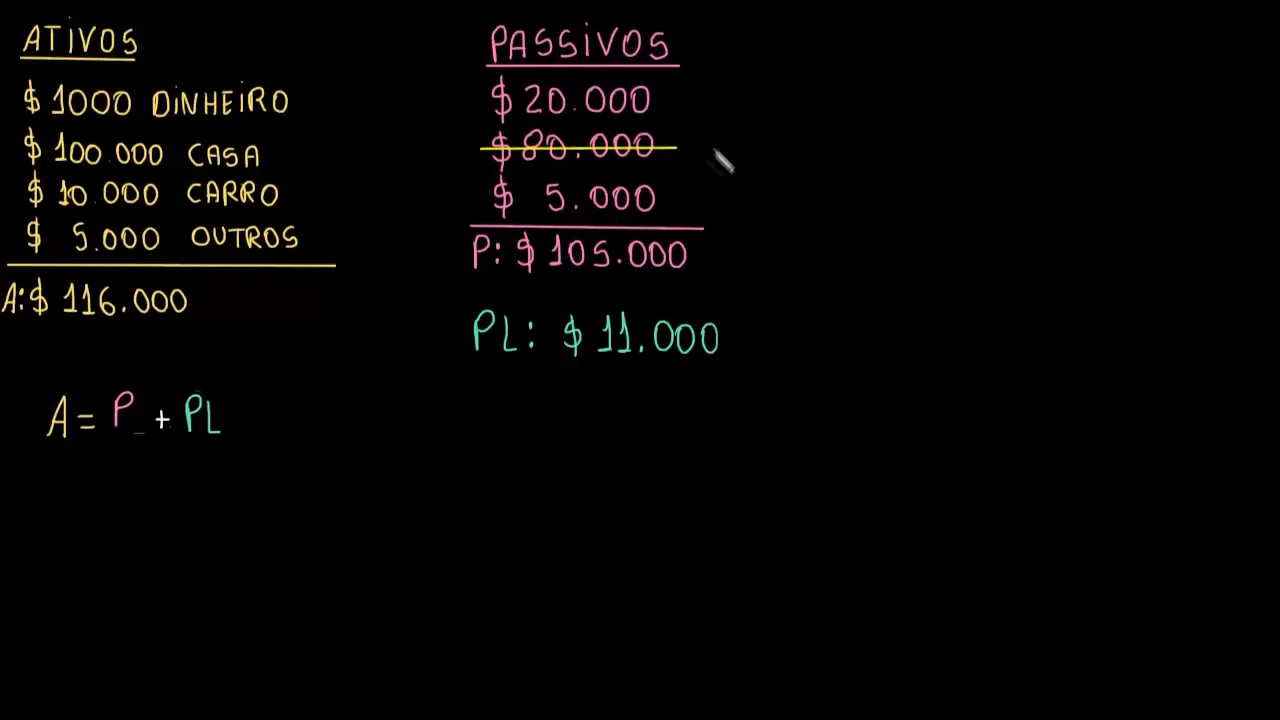 ATIVOS
$ 1000 DINHEIRO
$ 100.000 CASA
$ 10.000 CARRO
$ 5.000 OUTROS
A: $ 116.000
PASSIVOS
$ 20.000
$ 80.000
$ 5.000
P: $ 105.000
PL: $ 11.000
A = P + PL